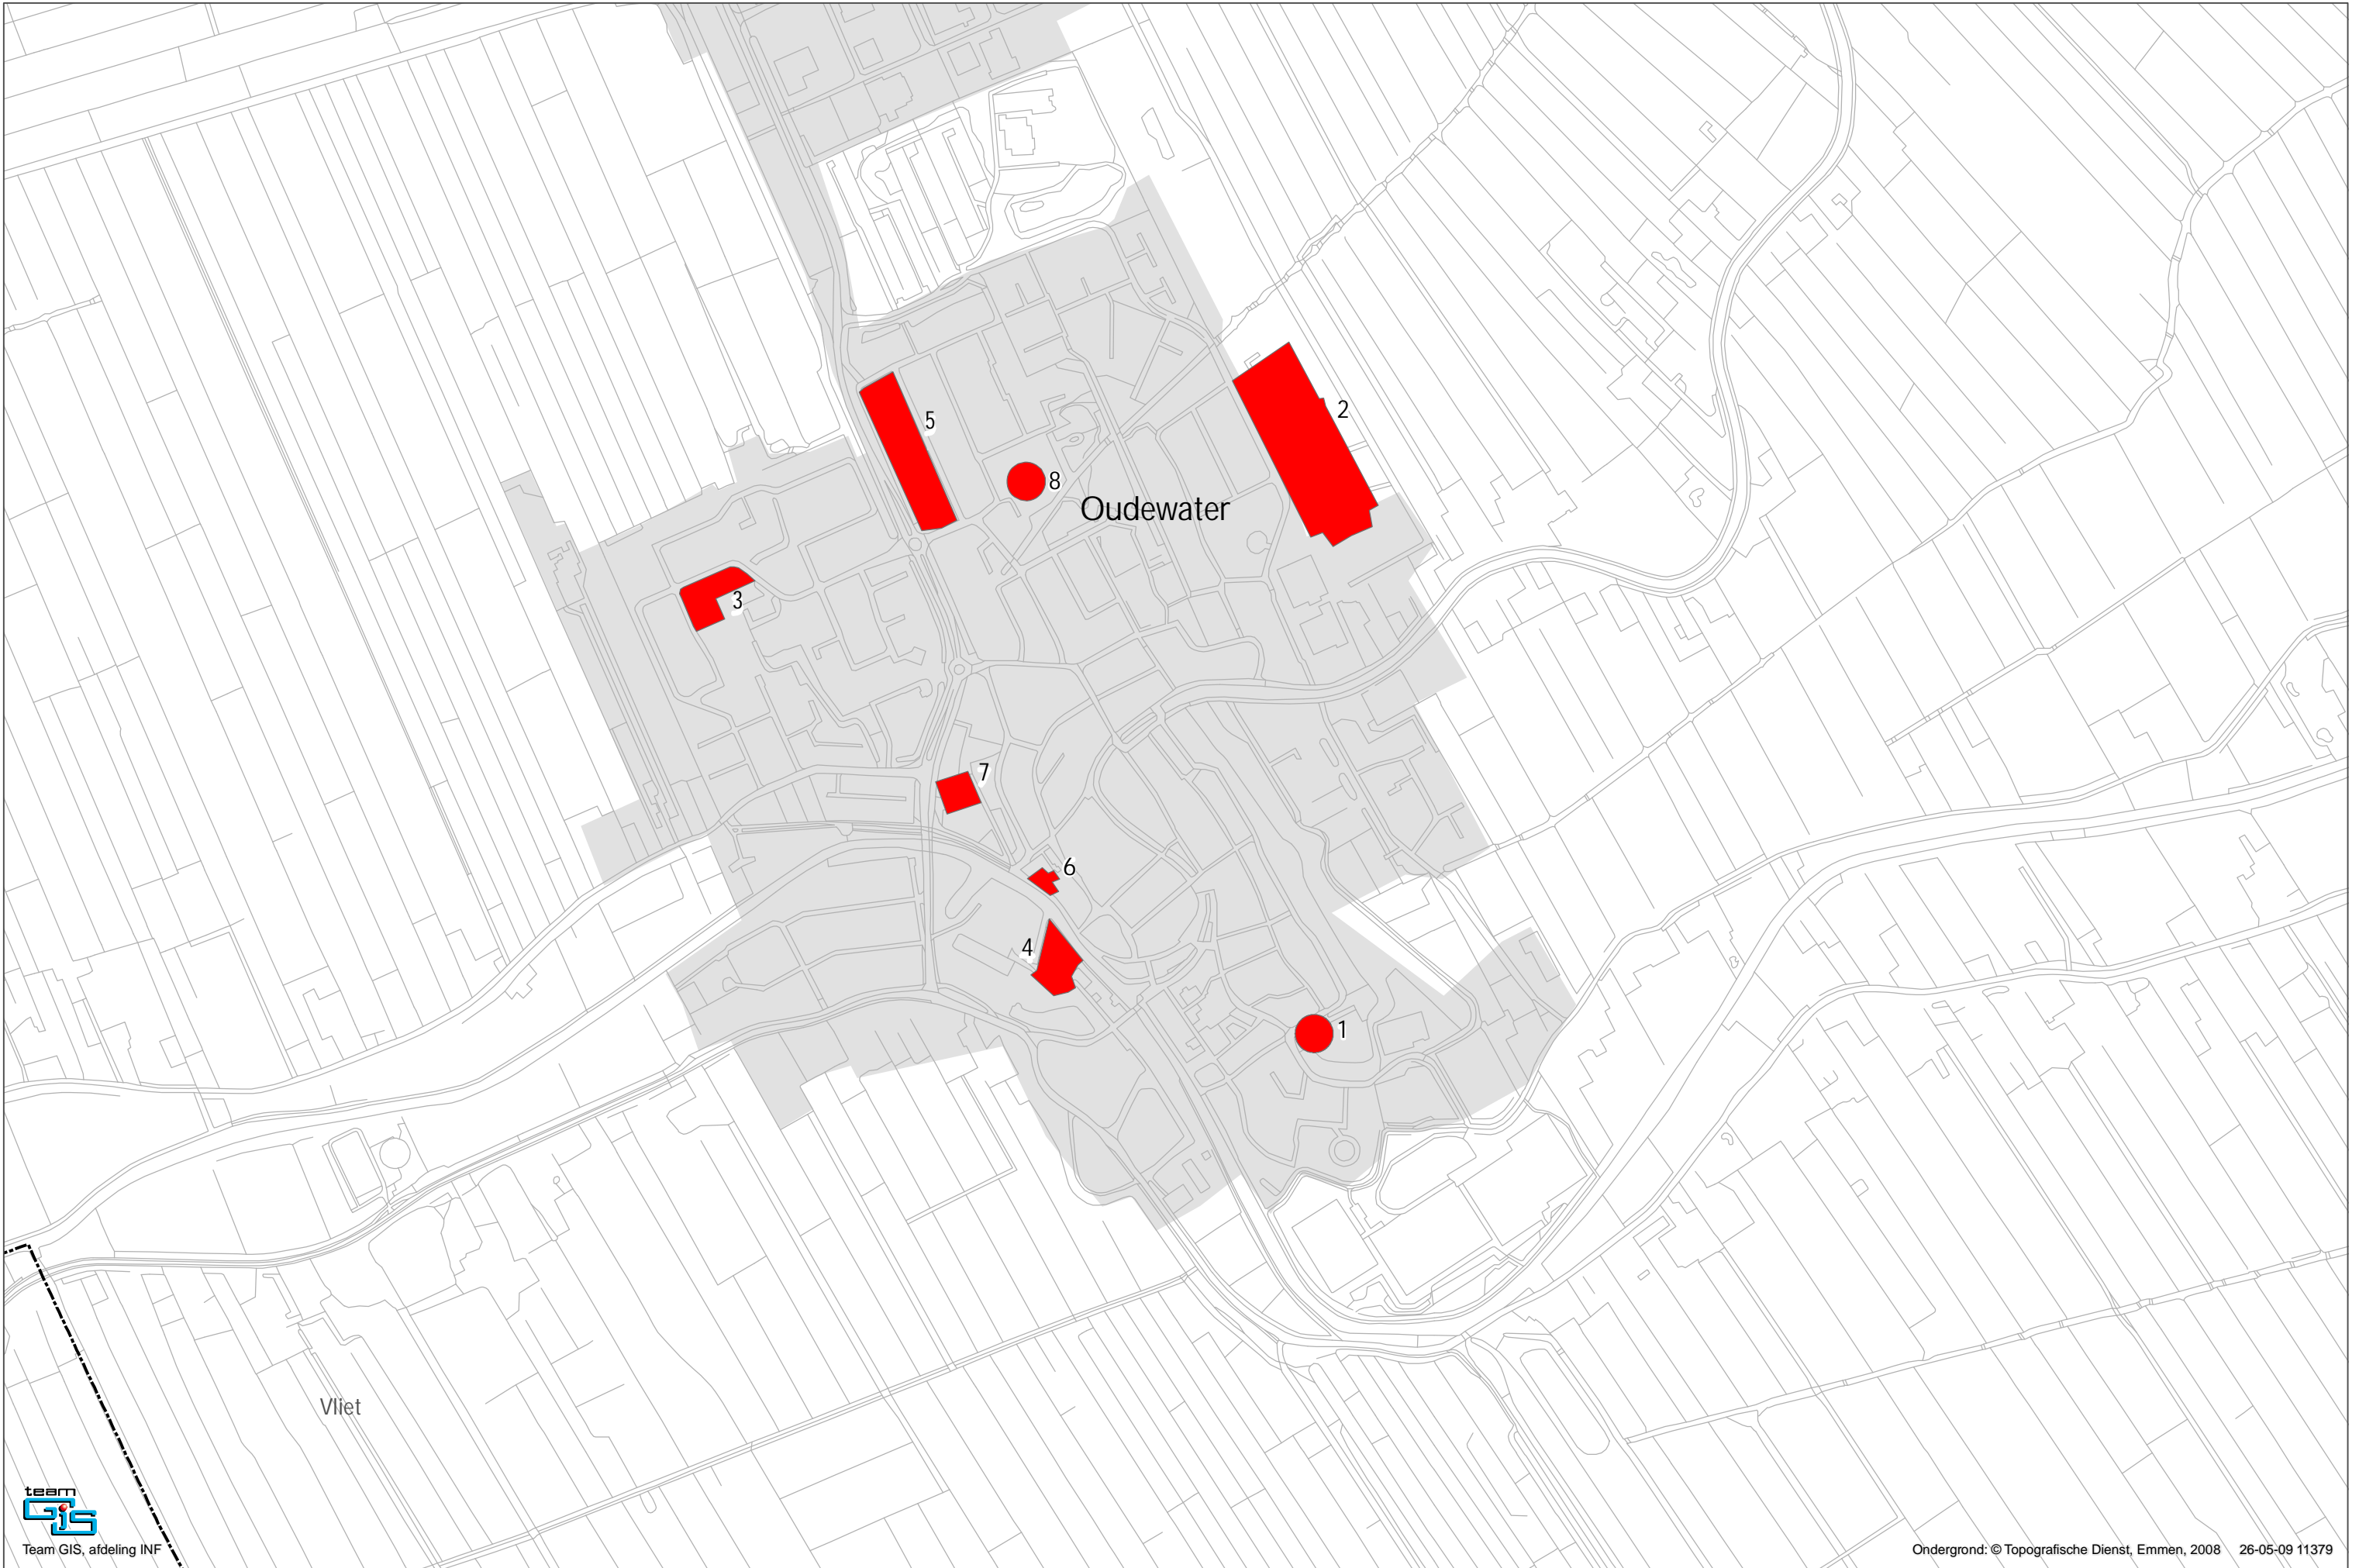 2
5
8
Oudewater
3
7
6
4
1
Vliet
team
GIS
Team GIS, afdeling INF
Ondergrond: © Topografische Dienst, Emmen, 2008 26-05-09 11379